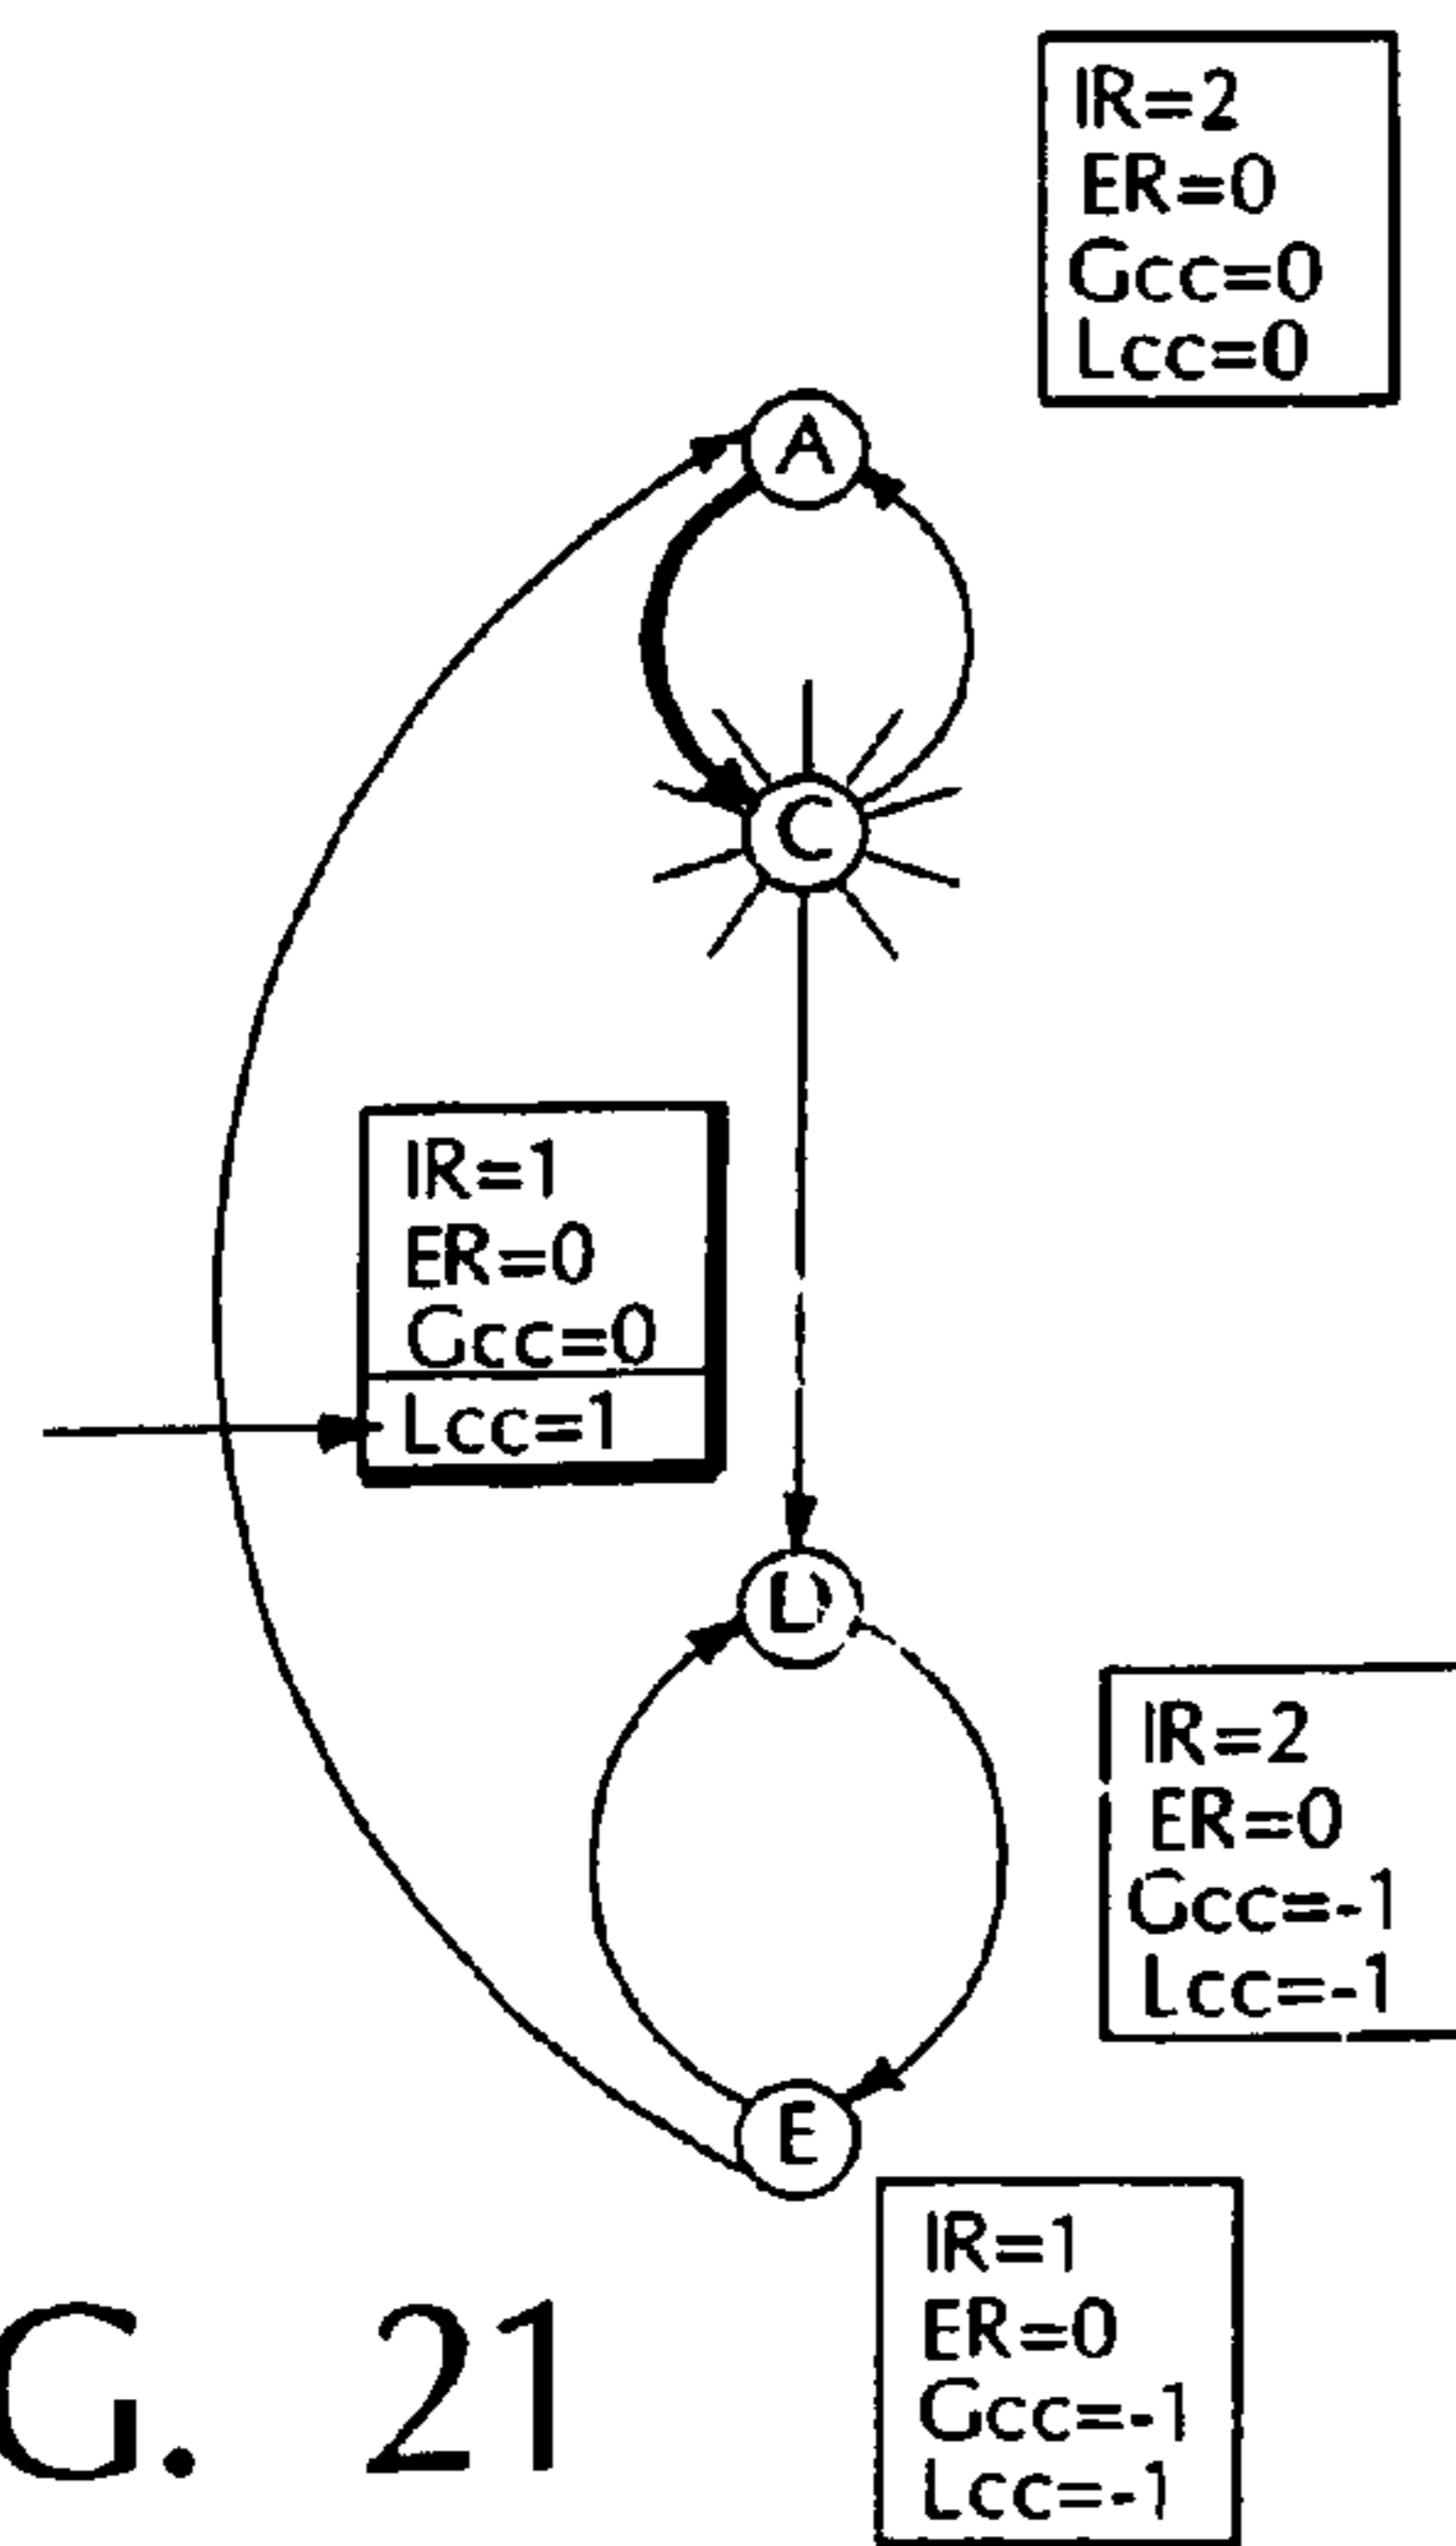 IR=2
ER=0
Gcc=0
Lcc=0
A
C
IR=1
ER=0
Gcc=0
Lcc=1
D
IR=2
ER=0
Gcc=-1
Lcc=-1
E
IR=1
ER=0
Gcc=-1
Lcc=-1
G. 21